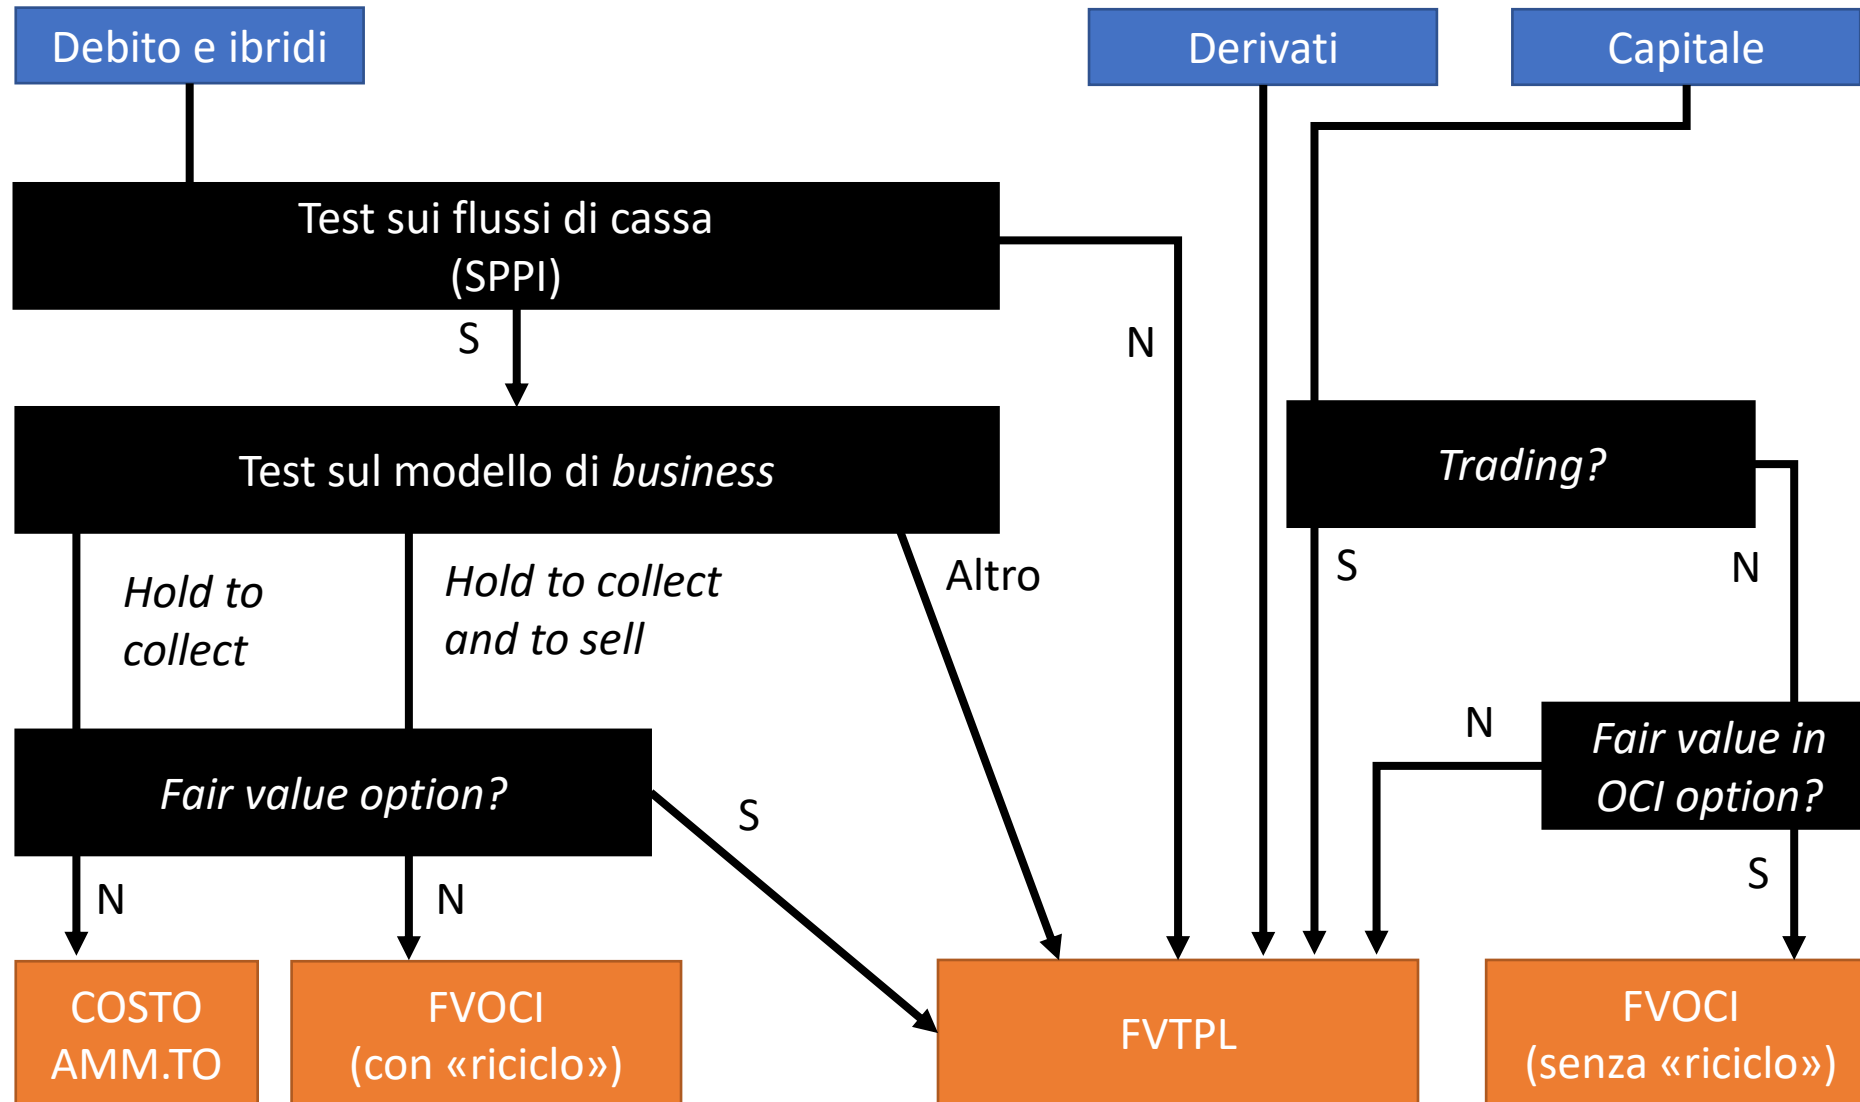 Debito e ibridi
Derivati
Capitale
Test sui flussi di cassa
(SPPI)
S
N
Test sul modello di business
Trading?
Hold to
collect
Hold to collect
and to sell
Altro
S
N
Fair value option?
S
N
Fair value in
OCI option?
N
N
S
COSTO
AMM.TO
FVOCI
(con «riciclo»)
FVTPL
FVOCI
(senza «riciclo»)